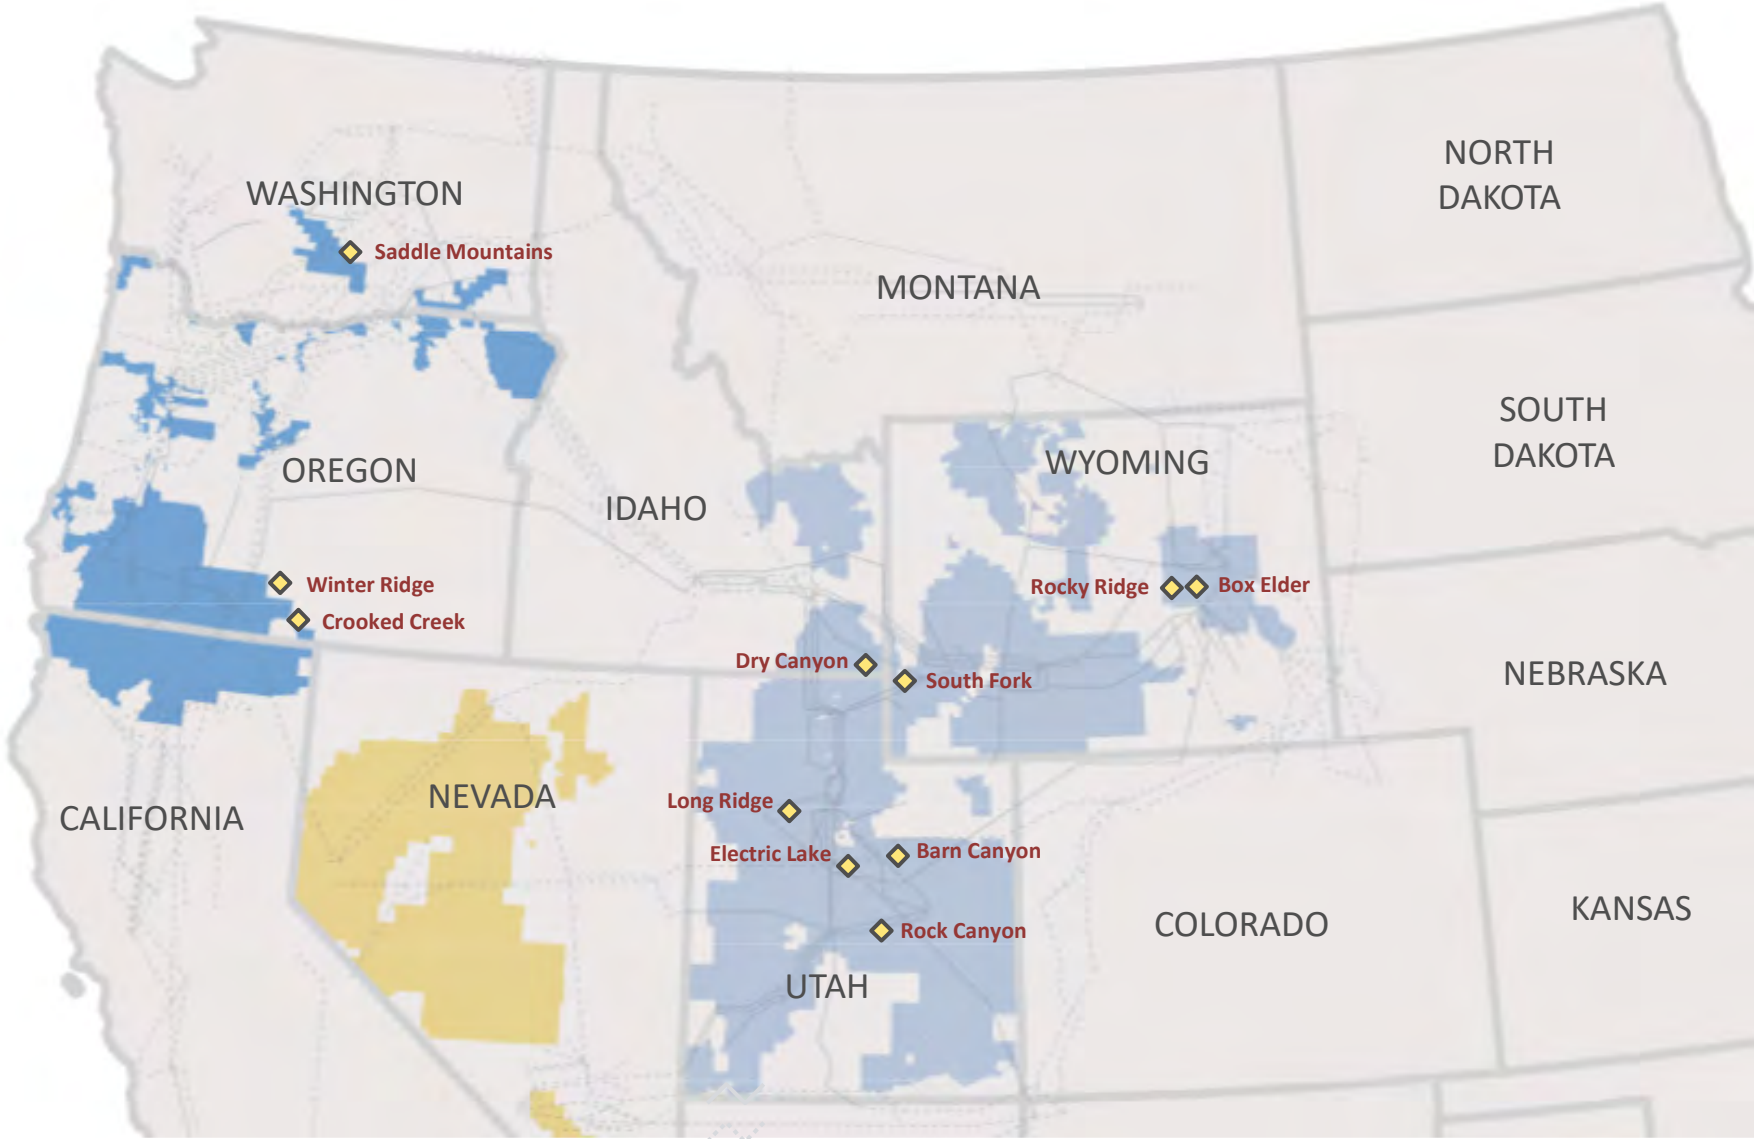 NORTH
DAKOTA
WASHINGTON
Saddle Mountains
MONTANA
SOUTH
DAKOTA
OREGON
WYOMING
IDAHO
Winter Ridge
Rocky Ridge
Box Elder
Crooked Creek
Dry Canyon
South Fork
NEBRASKA
NEVADA
Long Ridge
CALIFORNIA
Electric Lake
Barn Canyon
KANSAS
COLORADO
Rock Canyon
UTAH